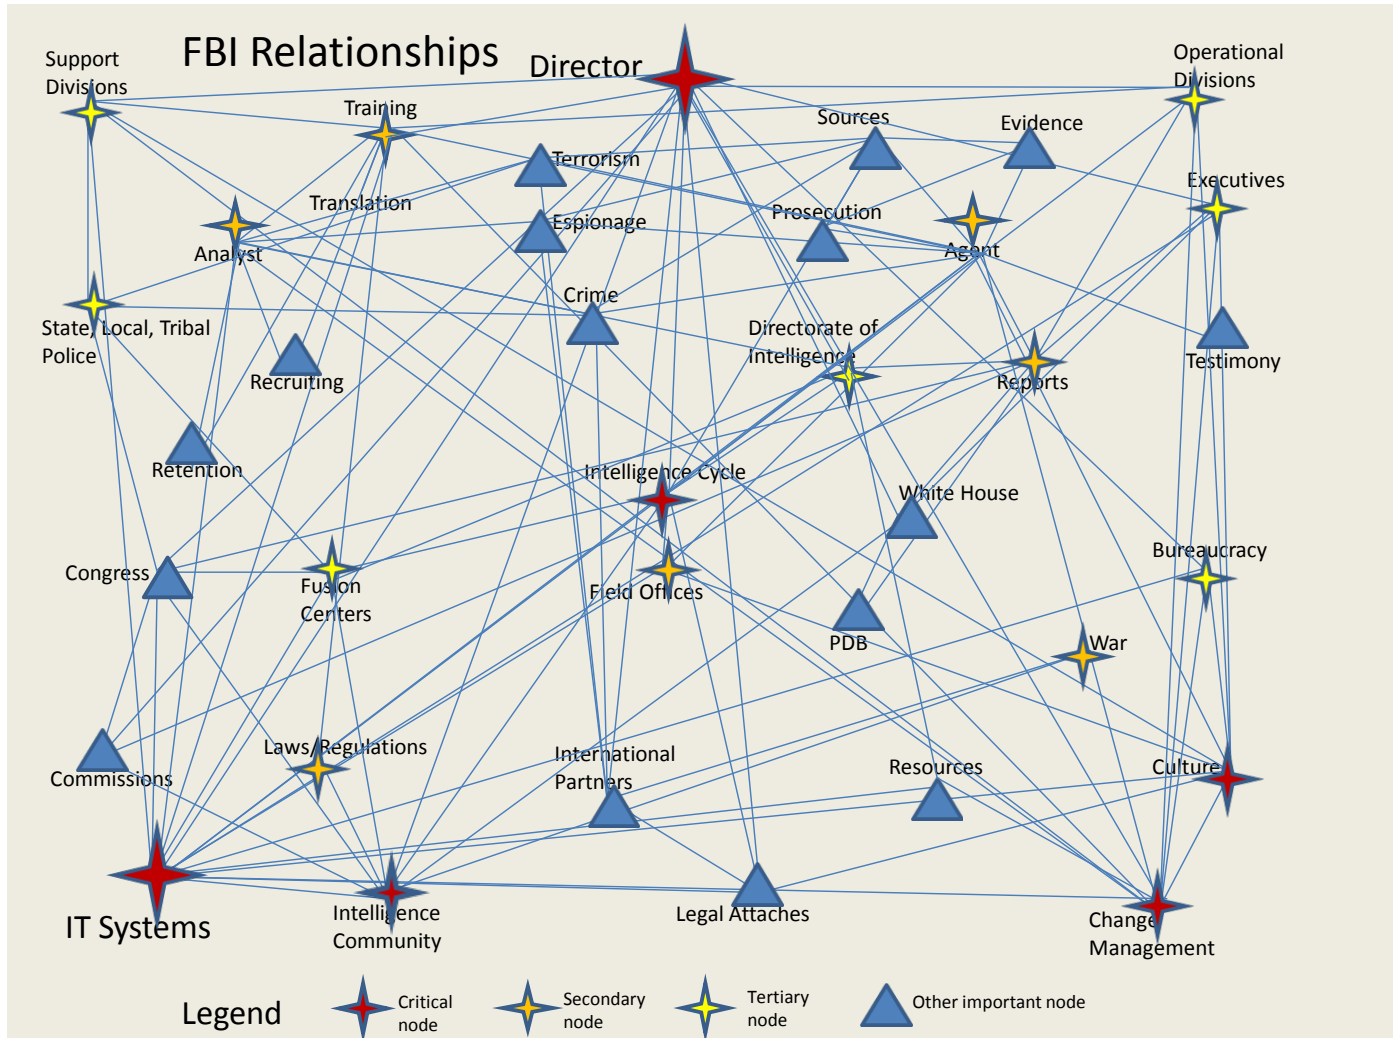 FBI Relationships
Director
Support
Divisions
Operational
Divisions
Training
Sources
Evidence
Terrorism
Executives
Translation
Espionage
Prosecution
Analyst
Agent
Crime
State, Local, Tribal
Police
Directorate of
Intelligence
Testimony
Recruiting
Reports
Retention
Intelligence Cycle
White House
Bureaucracy
Congress
Fusion
Centers
Field Offices
PDB
War
Laws/Regulations
International
Partners
Resources
Culture
Commissions
IT Systems
Intelligence
Community
Legal Attaches
Change
Management
Legend
Critical
node
Secondary
node
Tertiary
node
Other important node